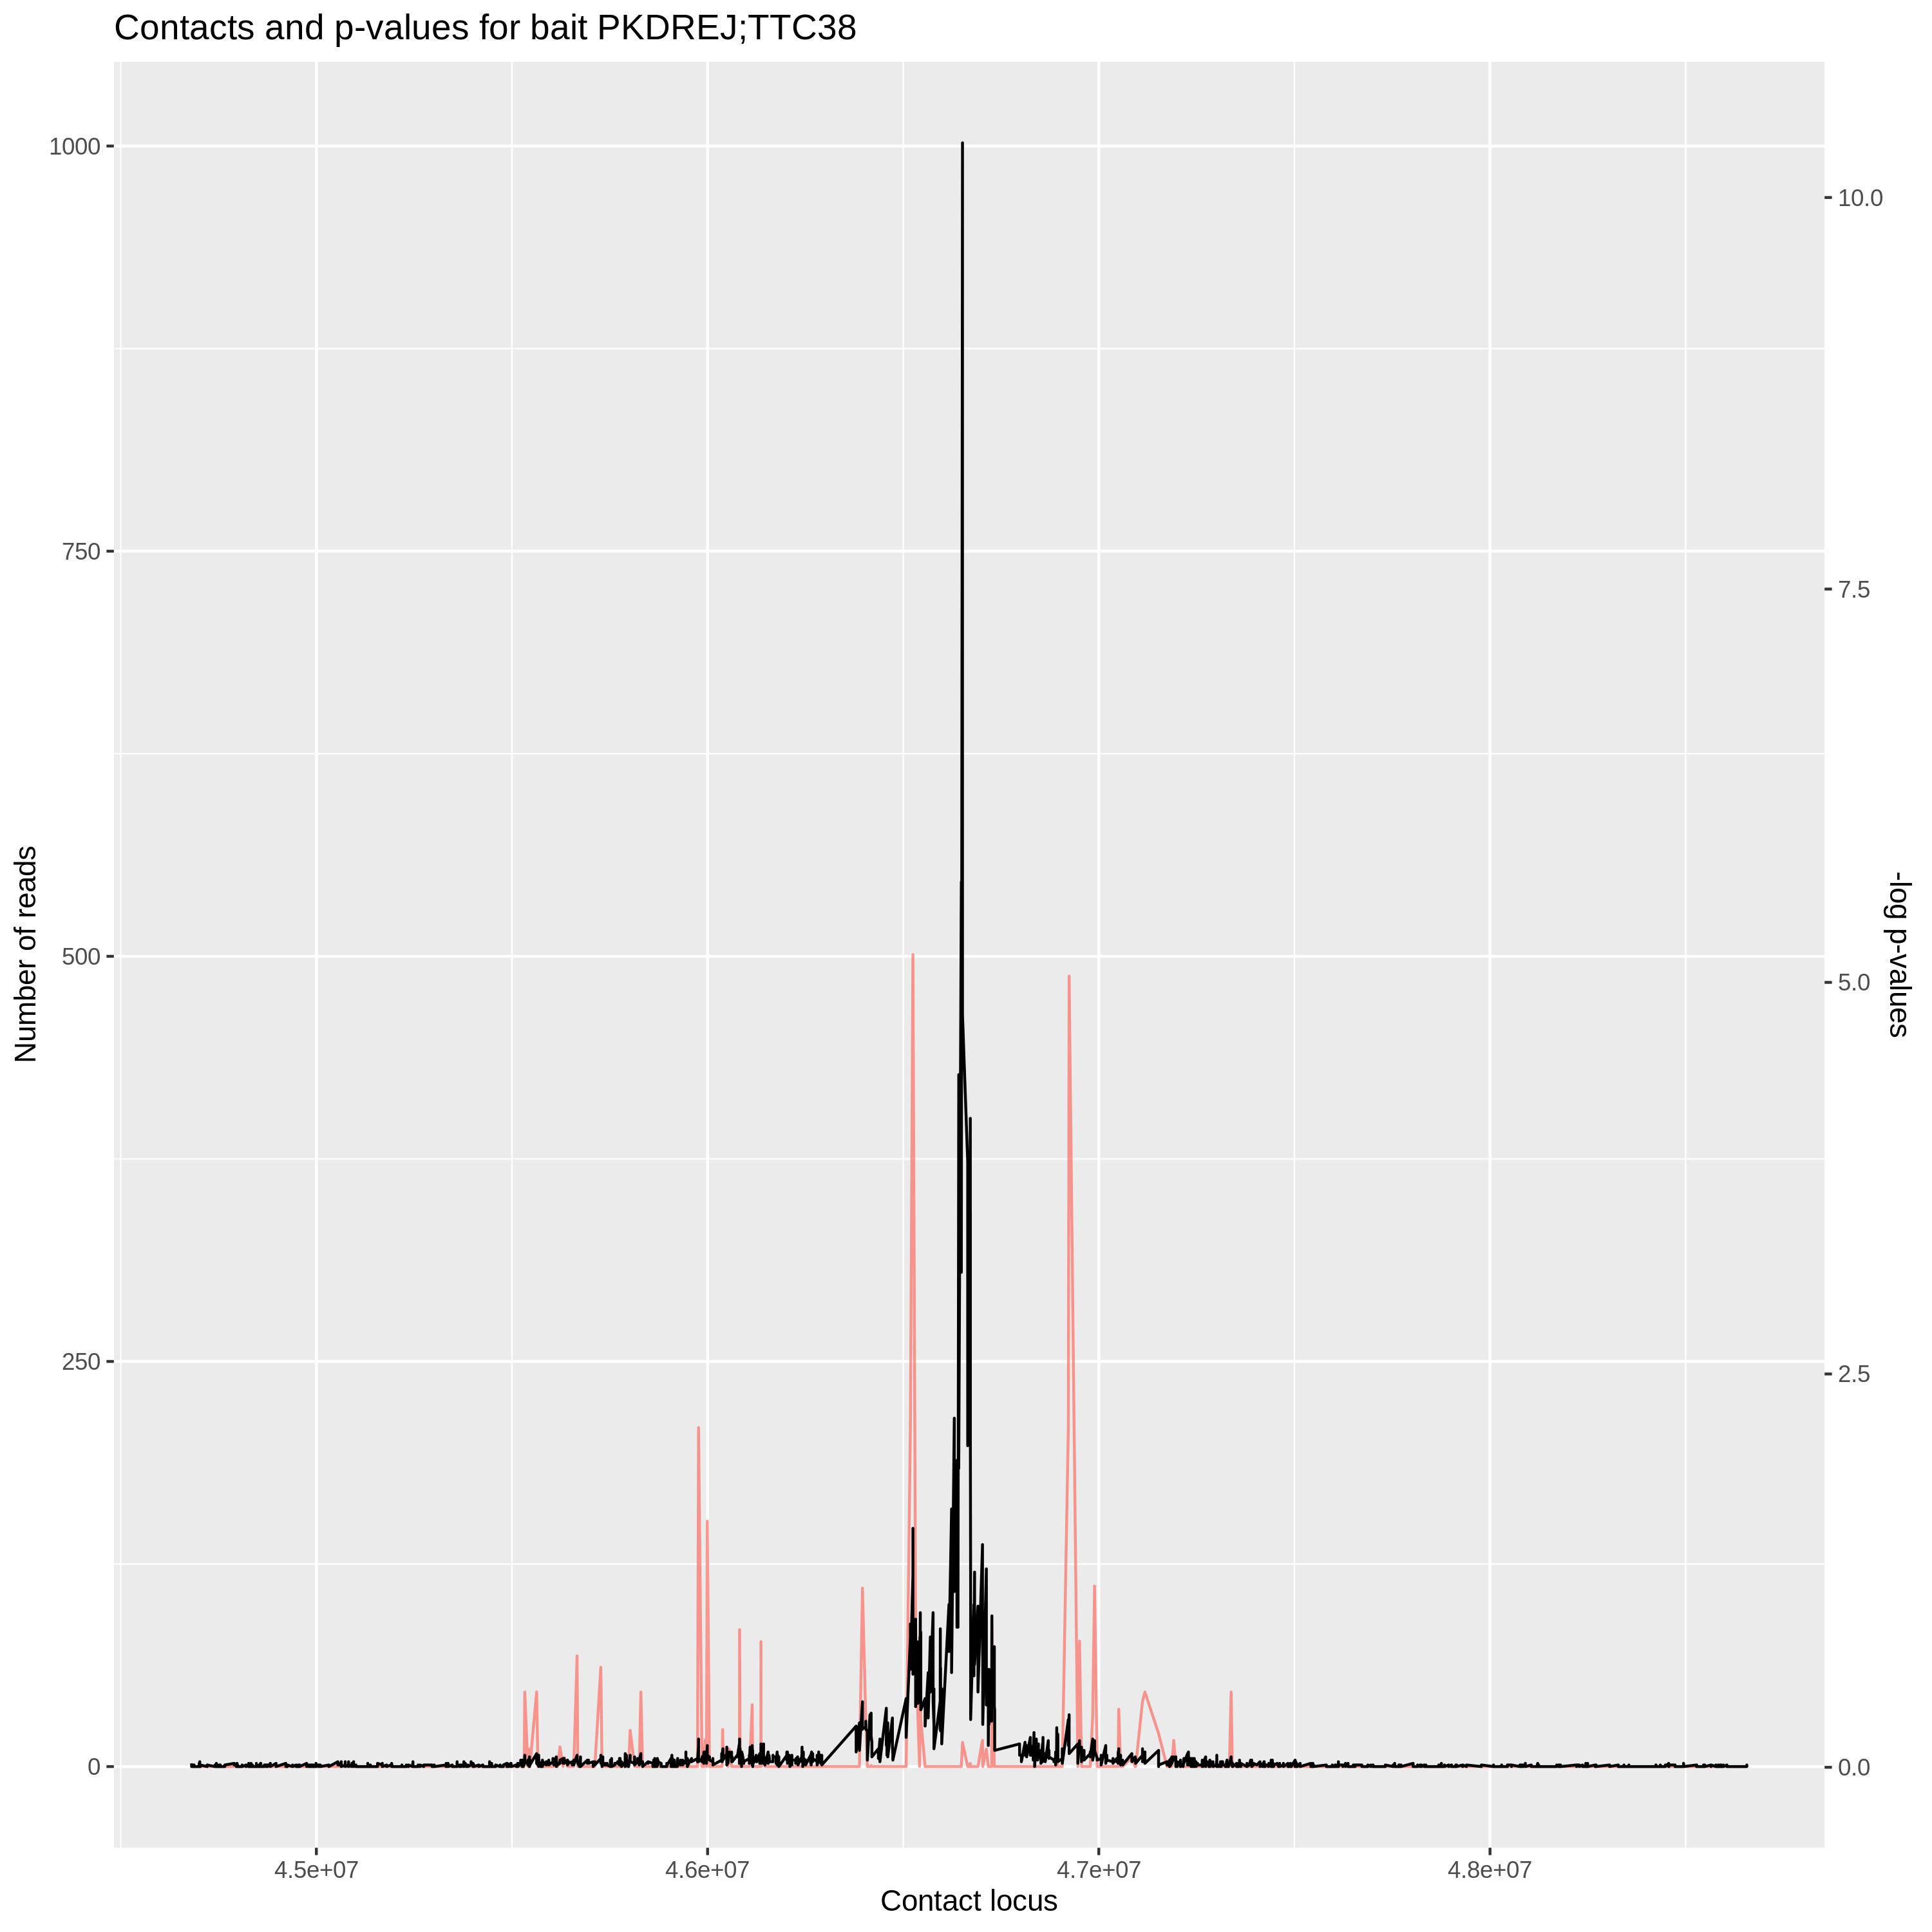 Contacts and p-values for bait PKDREJ;TTC38
1000
750
500
250
0
Number of reads
10.0
7.5
5.0
2.5
0.0
-log p-values
4.5e+07 4.6e+07 4.7e+07 4.8e+07
Contact locus